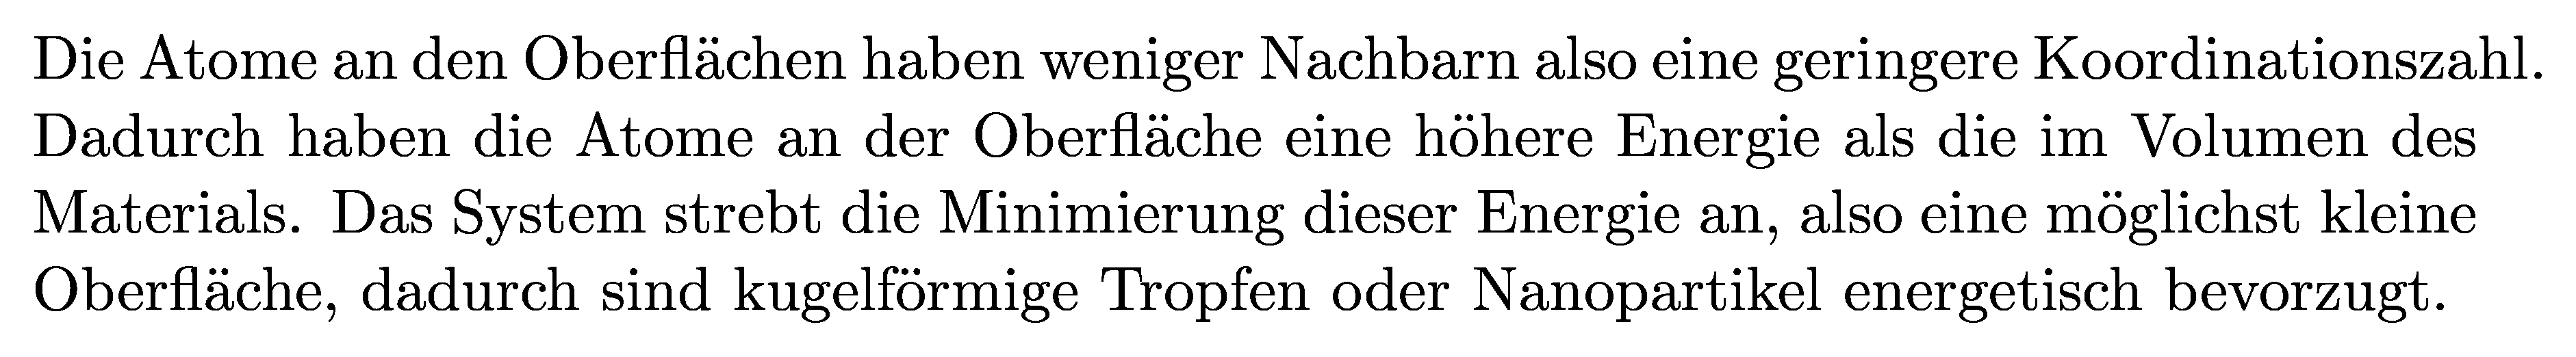 Die Atome an den Oberflächen haben weniger Nachbarn also eine geringere Koordinationszahl.
Dadurch haben die Atome an der Oberfläche eine höhere Energie als die im Volumen des
Materials. Das System strebt die Minimierung dieser Energie an, also eine möglichst kleine
Oberfläche, dadurch sind kugelförmige Tropfen oder Nanopartikel energetisch bevorzugt.